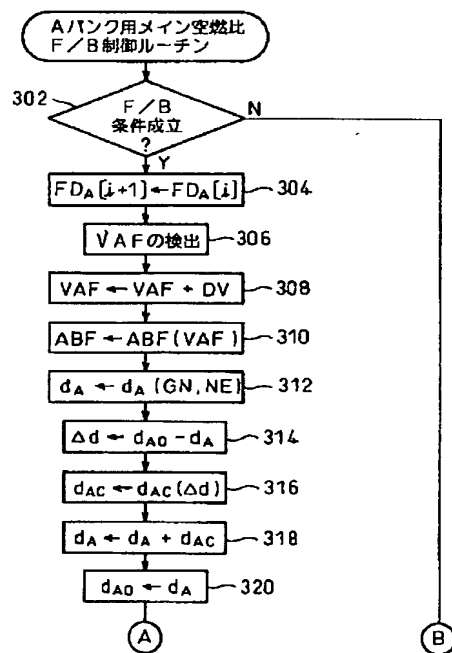 Aバンク用メイン空燃比
F/B制御ルーチン
302
F/B
条件成立
?
N
Y
FDA[i+1]←FDA[i]
304
VAFの検出
306
VAF ← VAF + DV
308
ABF ← ABF(VAF)
310
dA ← dA(GN, NE)
312
Δd ← dAO - dA
314
dAC ← dAC(Δd)
316
dA ← dA + dAC
318
dAO ← dA
320
A
B